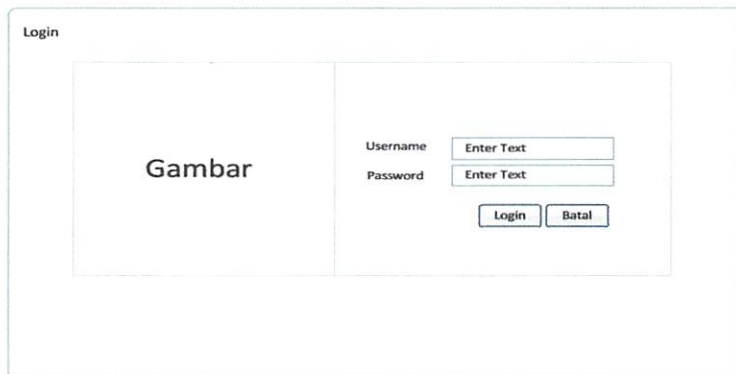 Login
Gambar
Username Enter Text
Password Enter Text
Login Batal